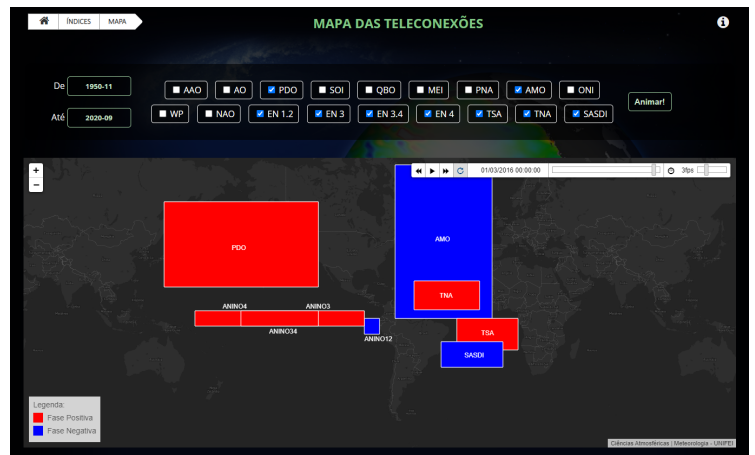 ÍNDICES MAPA
MAPA DAS TELECONEXÕES
De 1950-11
AAO AO PDO SOI QBO MEI PNA AMO ONI
Animar!
Até 2020-09
WP NAO EN 1.2 EN 3 EN 3.4 EN 4 TSA TNA SASDI
+
−
01/03/2016 00:00:00 3fps
PDO
AMO
TNA
ANINO4 ANINO3
ANINO34
ANINO12
TSA
SASDI
Legenda:
Fase Positiva
Fase Negativa
Ciências Atmosféricas | Meteorologia - UNIFEI